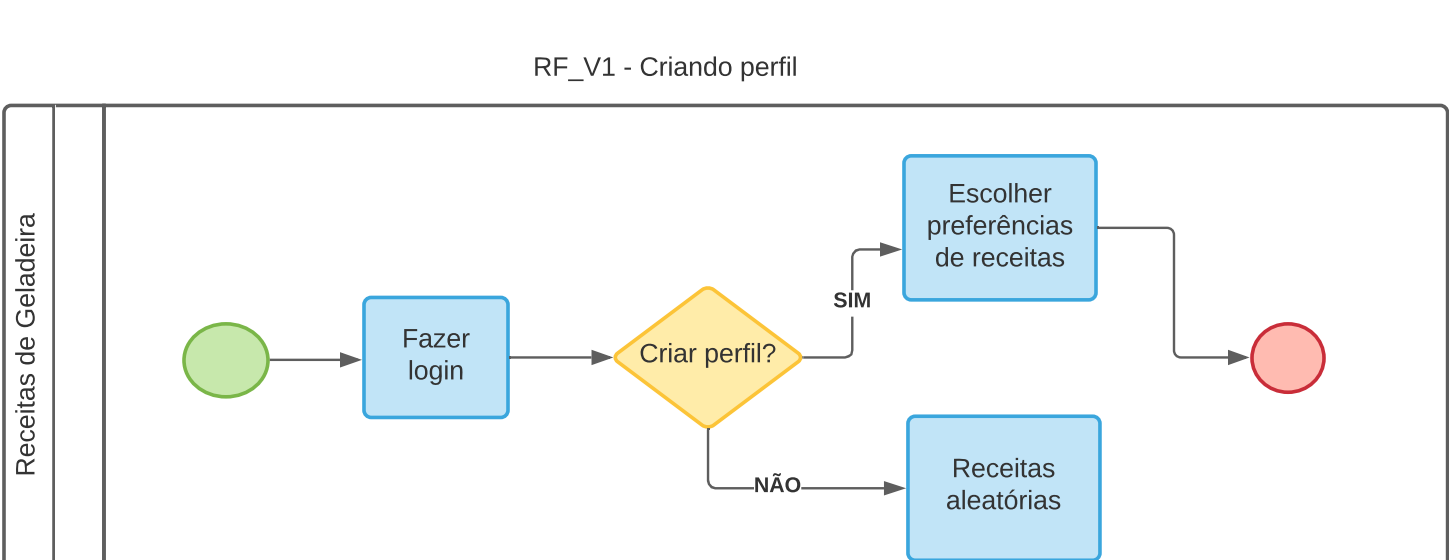 RF_V1 - Criando perfil
Receitas de Geladeira
Fazer
login
Criar perfil?
SIM
Escolher
preferências
de receitas
NÃO
Receitas
aleatórias